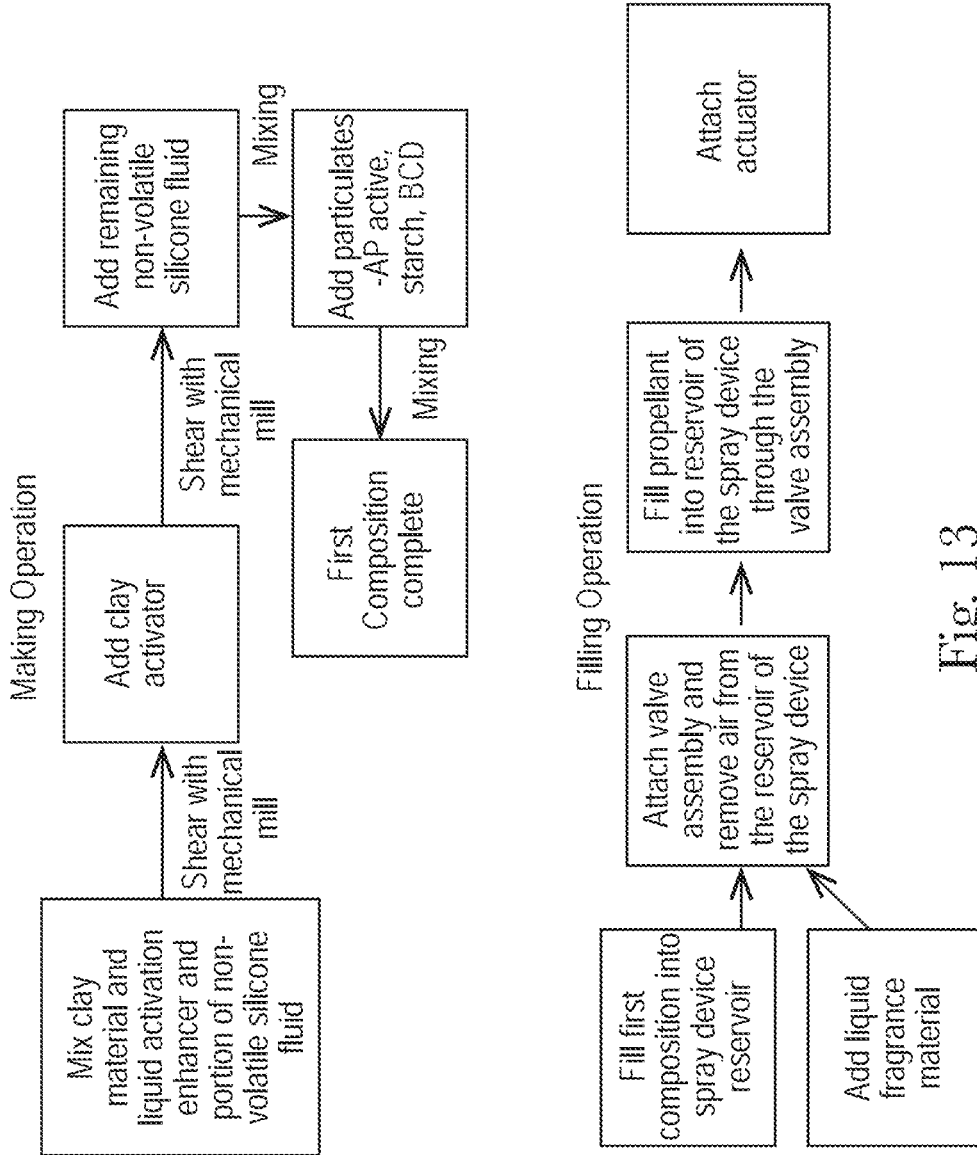 Making Operation
Mix clay
material and
liquid activation
enhancer and
portion of non-
volatile silicone
fluid
Shear with
mechanical
mill
Add clay
activator
Shear with
mechanical
mill
Add remaining
non-volatile
silicone fluid
Mixing
Add particulates
-AP active,
starch, BCD
Mixing
First
Composition
complete
Filling Operation
Fill first
composition into
spray device
reservoir
Add liquid
fragrance
material
Attach valve
assembly and
remove air from
the reservoir of
the spray device
Fill propellant
into reservoir of
the spray device
through the
valve assembly
Attach
actuator
Fig. 13